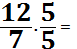 12/7 . 5/5 =